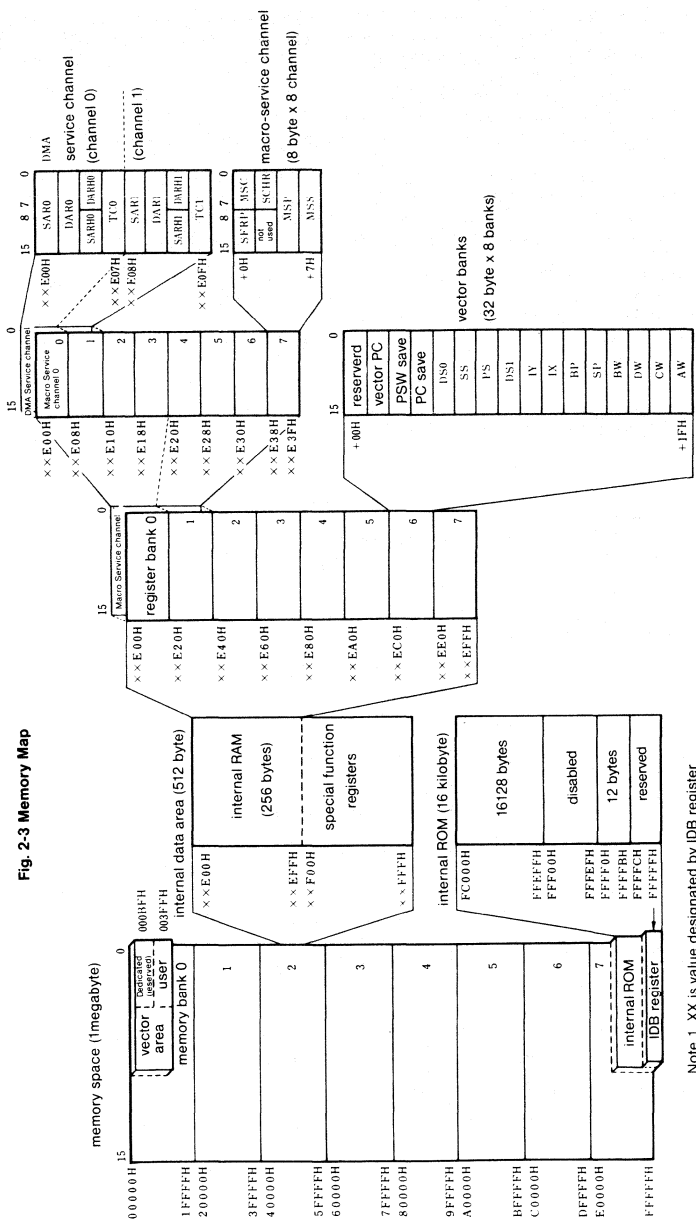 Fig. 2-3 Memory Map
memory space (1megabyte)
15 0
00000H
vector area
Dedicated (reserved)
user
000BFH
003FFH
memory bank 0
1FFFFH
20000H
1
3FFFFH
40000H
2
5FFFFH
60000H
3
7FFFFH
80000H
4
9FFFFH
A0000H
5
BFFFFH
C0000H
6
DFFFFH
E0000H
7
internal ROM
IDB register
FFFFFH
internal data area (512 byte)
××E00H
internal RAM
(256 bytes)
××EFFH
××F00H
special function
registers
××FFFH
internal ROM (16 kilobyte)
FC000H
16128 bytes
FFEFFH
FFF00H
disabled
FFFEFH
FFFF0H
12 bytes
FFFFBH
FFFFCH
reserved
FFFFFH
15 0
Macro Service channel
××E00H
register bank 0
××E20H
1
××E40H
2
××E60H
3
××E80H
4
××EA0H
5
××EC0H
6
××EE0H
7
××EFFH
15 0
DMA Service channel
××E00H
Macro Service
channel 0
0
××E08H
1
××E10H
2
××E18H
3
××E20H
4
××E28H
5
××E30H
6
××E38H
7
××E3FH
15 8 7 0
××E00H
SAR0
DAR0
SARH0 DARH0
TC0
××E07H
××E08H
SAR1
DAR1
SARH1 DARH1
TC1
××E0FH
DMA
service channel
(channel 0)
(channel 1)
15 8 7 0
+0H
SFRP MSC
not used SCHR
MSP
MSS
+7H
macro-service channel
(8 byte x 8 channel)
15 0
+00H
reserverd
vector PC
PSW save
PC save
DS0
SS
PS
DS1
IY
IX
BP
SP
BW
DW
CW
AW
+1FH
vector banks
(32 byte x 8 banks)
Note 1. XX is value designated by IDB register